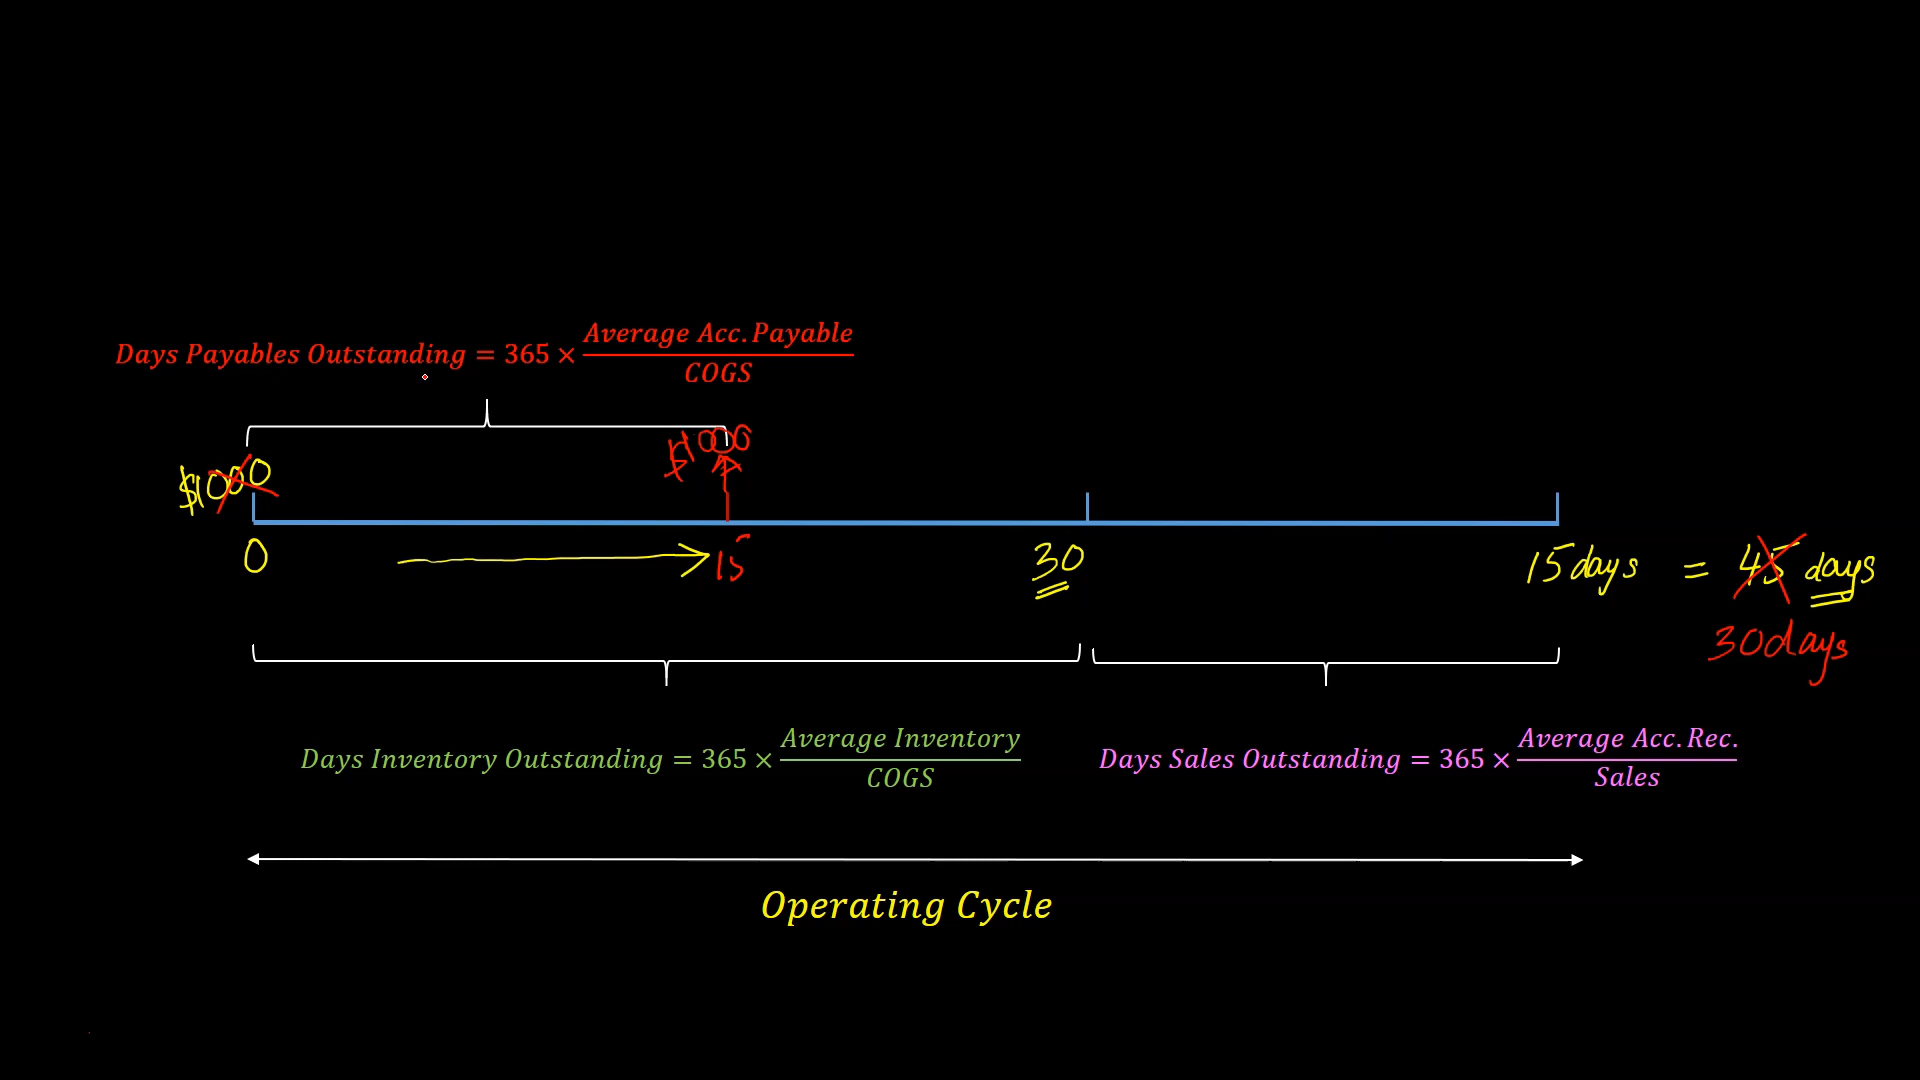 Days Payables Outstanding = 365 × Average Acc. Payable / COGS
$1000
$1000
0
15
30
15 days = 45 days
30 days
Days Inventory Outstanding = 365 × Average Inventory / COGS
Days Sales Outstanding = 365 × Average Acc. Rec. / Sales
Operating Cycle